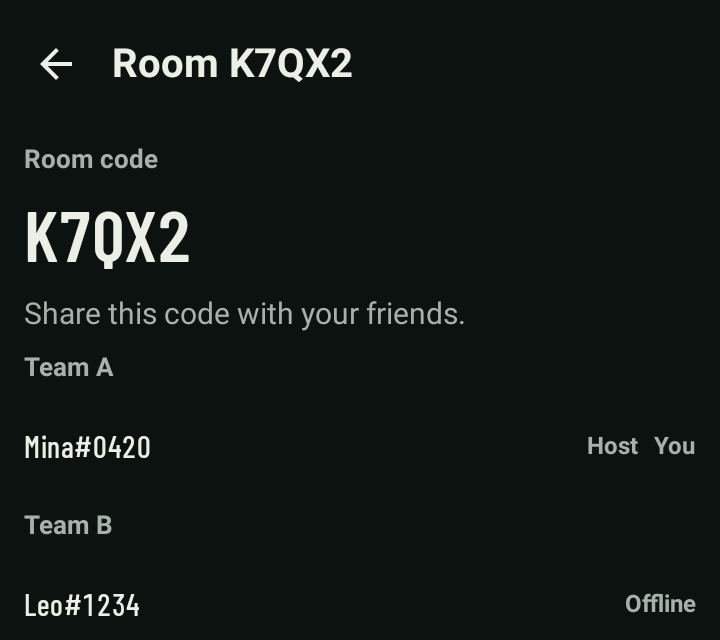 Room K7QX2
Room code
K7QX2
Share this code with your friends.
Team A
Mina#0420 Host You
Team B
Leo#1234 Offline